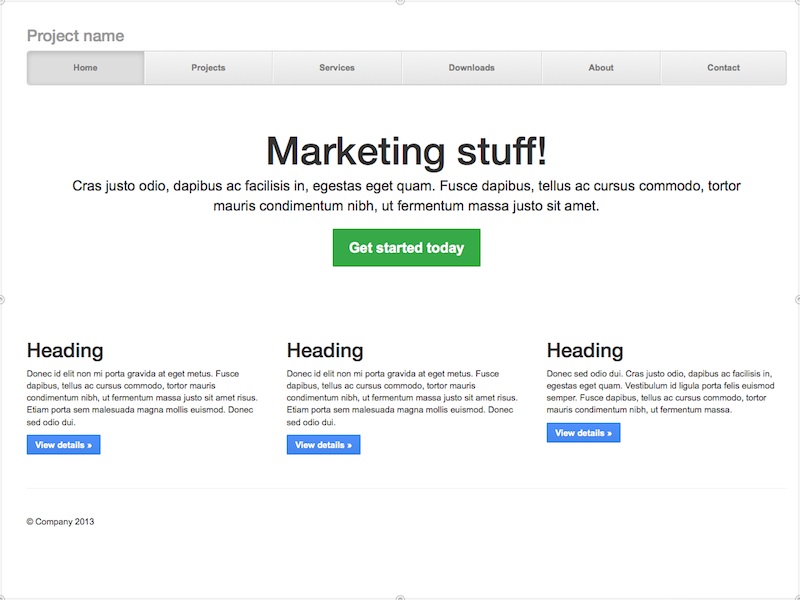 Project name
Home Projects Services Downloads About Contact
Marketing stuff!
Cras justo odio, dapibus ac facilisis in, egestas eget quam. Fusce dapibus, tellus ac cursus commodo, tortor
mauris condimentum nibh, ut fermentum massa justo sit amet.
Get started today
Heading
Donec id elit non mi porta gravida at eget metus. Fusce
dapibus, tellus ac cursus commodo, tortor mauris
condimentum nibh, ut fermentum massa justo sit amet risus.
Etiam porta sem malesuada magna mollis euismod. Donec
sed odio dui.
View details »
Heading
Donec id elit non mi porta gravida at eget metus. Fusce
dapibus, tellus ac cursus commodo, tortor mauris
condimentum nibh, ut fermentum massa justo sit amet risus.
Etiam porta sem malesuada magna mollis euismod. Donec
sed odio dui.
View details »
Heading
Donec sed odio dui. Cras justo odio, dapibus ac facilisis in,
egestas eget quam. Vestibulum id ligula porta felis euismod
semper. Fusce dapibus, tellus ac cursus commodo, tortor
mauris condimentum nibh, ut fermentum massa.
View details »
© Company 2013